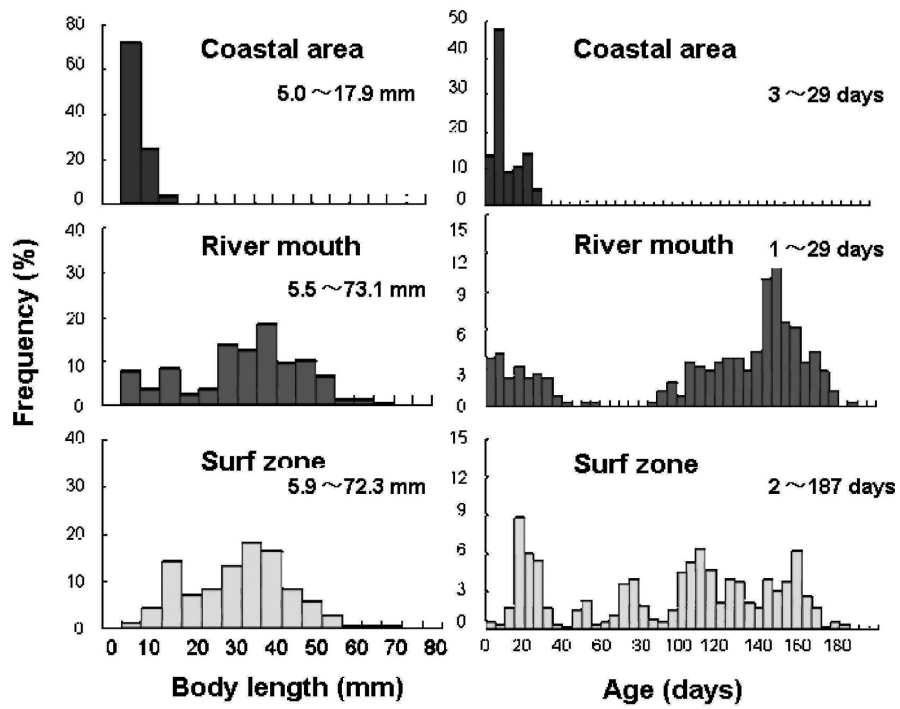 Frequency (%)
80
60
40
20
0
Coastal area
5.0 ～17.9 mm
50
40
30
20
10
0
Coastal area
3 ～29 days
40
30
20
10
0
River mouth
5.5 ～73.1 mm
15
12
9
6
3
0
River mouth
1 ～29 days
40
30
20
10
0
Surf zone
5.9 ～72.3 mm
0 10 20 30 40 50 60 70 80
Body length (mm)
15
12
9
6
3
0
Surf zone
2 ～187 days
0 20 20 60 80 100 120 140 160
Age (days)